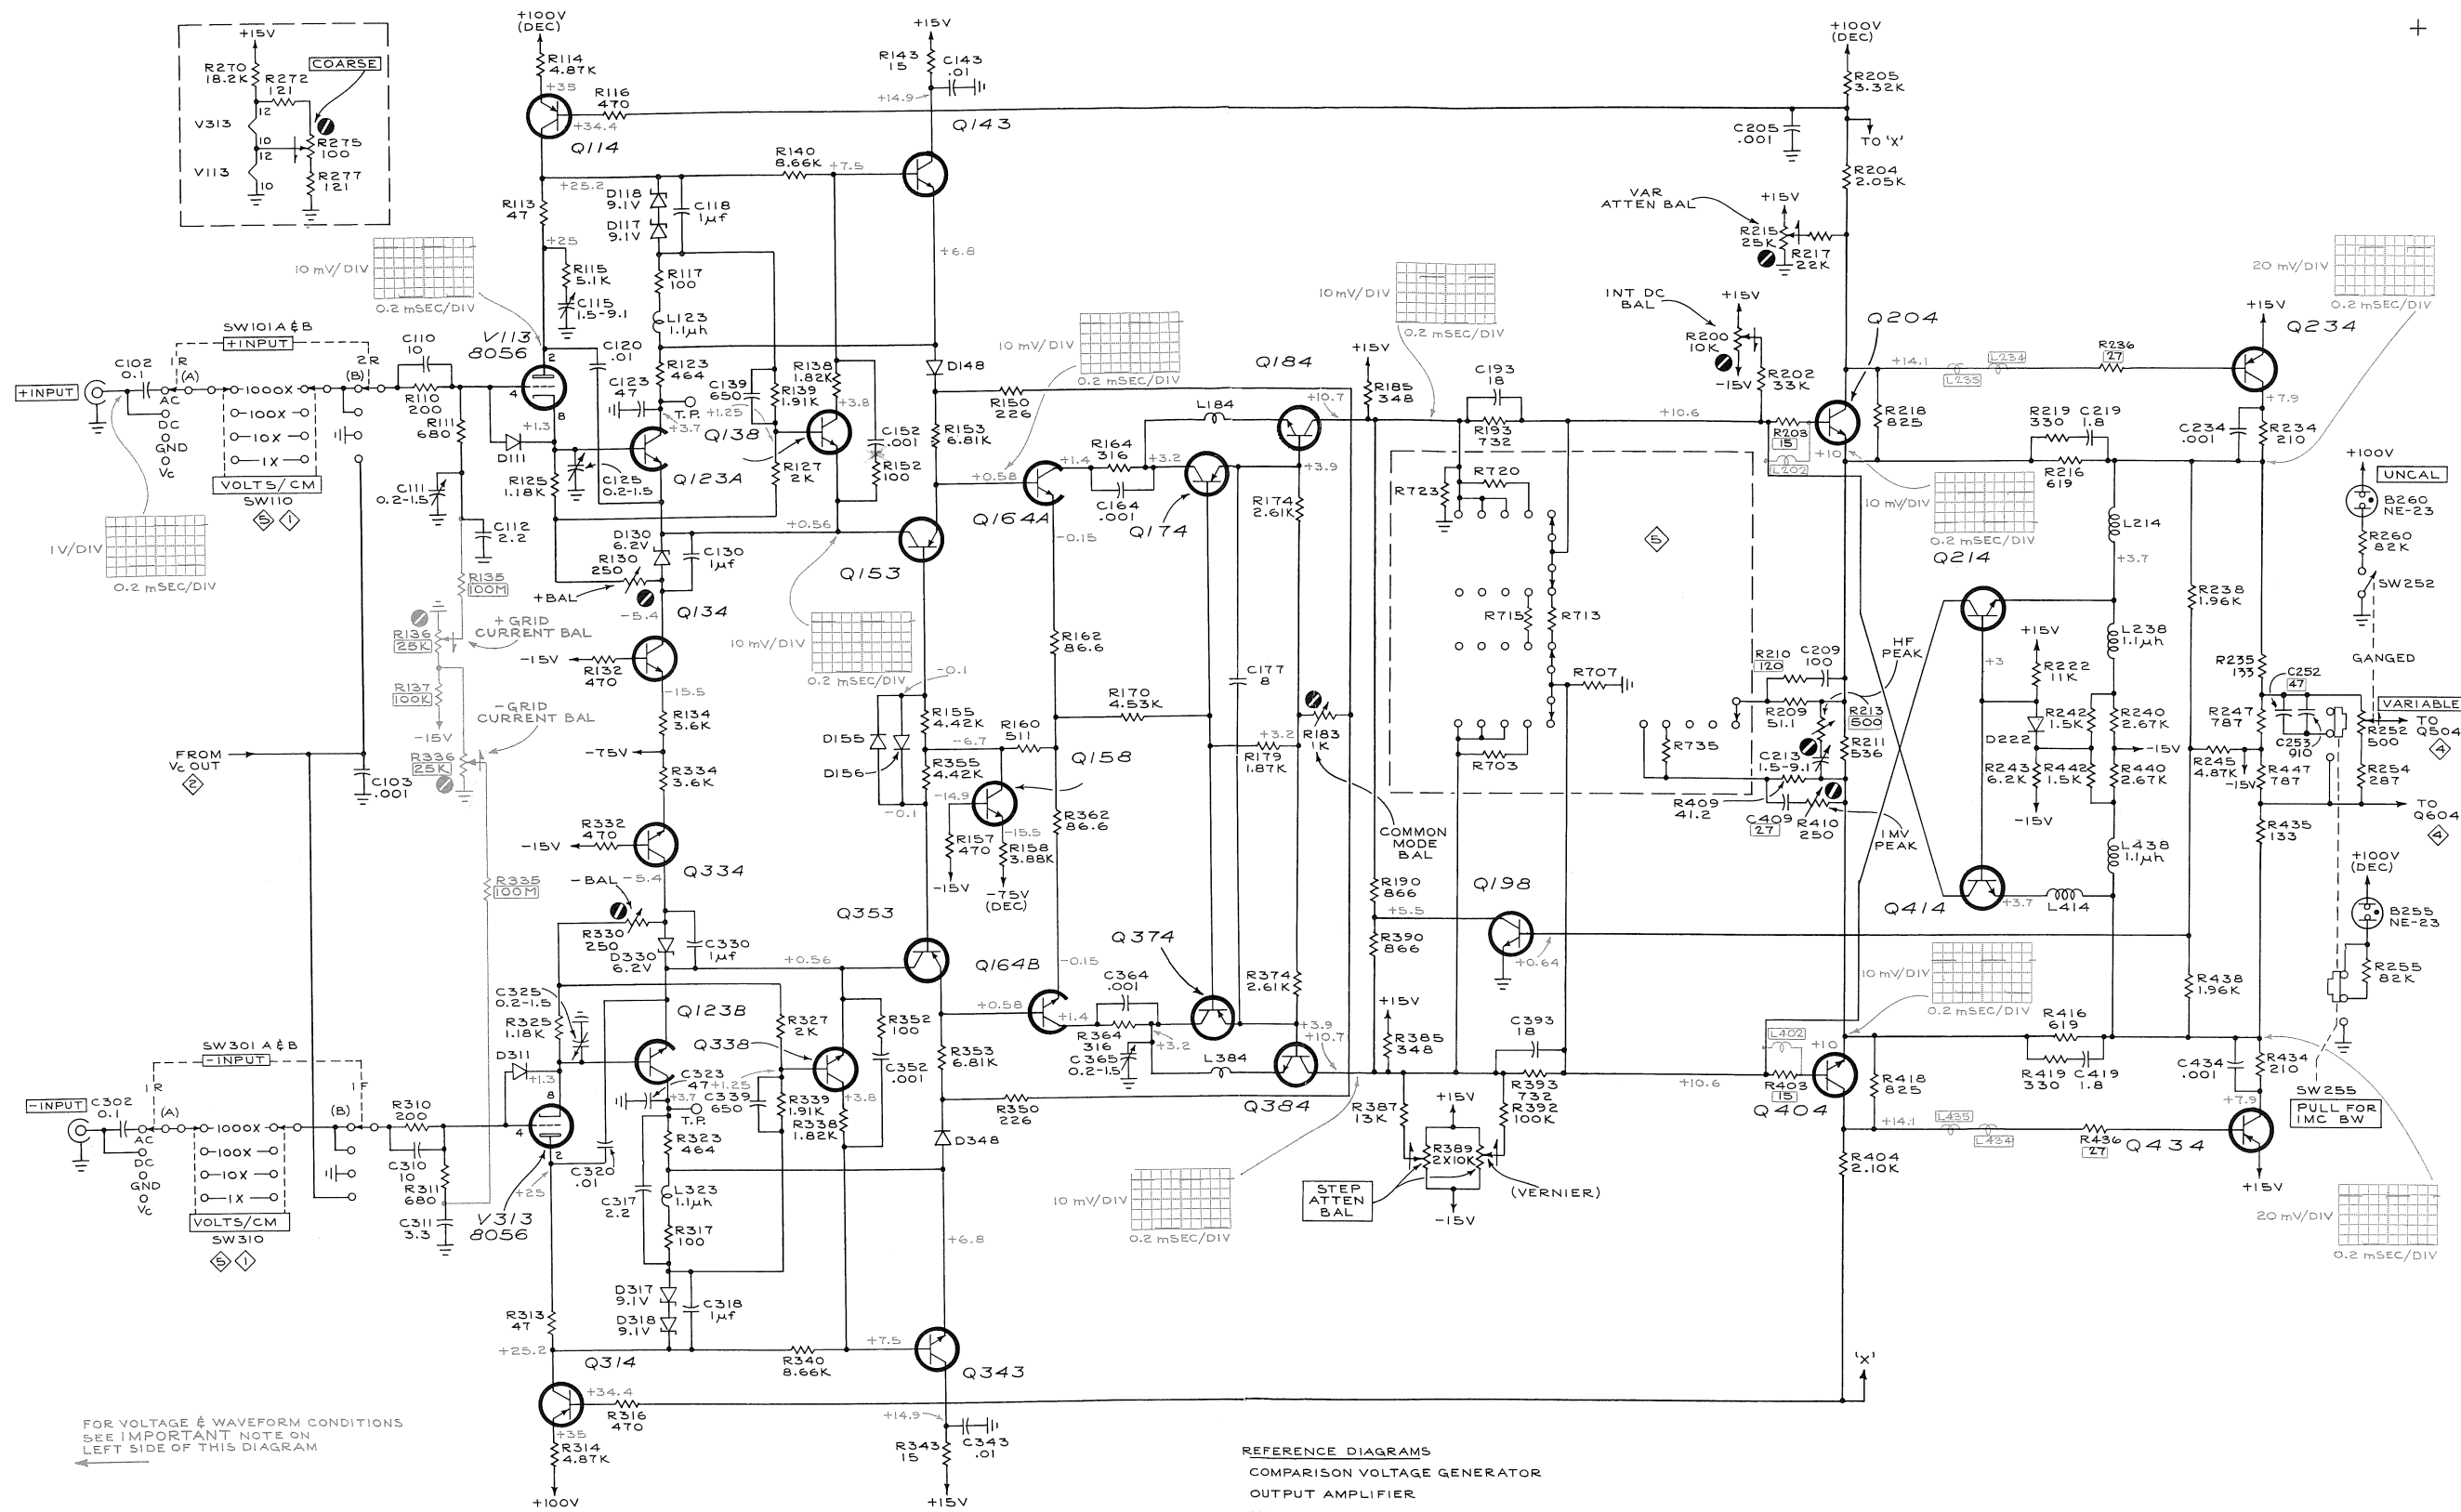 +15V
R270
18.2K
R272
121
COARSE
V313
12
10
12
R275
100
V113
10
R277
121
+100V
(DEC)
R114
4.87K
+35
R116
470
+34.4
Q114
+15V
R143
15
C143
.01
+14.9
Q143
R140
8.66K
+7.5
+25.2
D118
9.1V
C118
1µf
D117
9.1V
R113
47
+25
R115
5.1K
C115
1.5-9.1
R117
100
L123
1.1µh
+6.8
10 mV/DIV
0.2 mSEC/DIV
V113
8056
2
4
8
+1.3
C120
.01
R123
464
C123
47
T.P.
+3.7
C139
650
+1.25
R138
1.82K
R139
1.91K
+3.8
Q138
D148
R150
226
C152
.001
R153
6.81K
R152
100
R127
2K
SW101A & B
+INPUT
C102
0.1
1R
(A)
2R
(B)
+INPUT
AC
DC
GND
Vc
1000X
100X
10X
1X
VOLTS/CM
SW110
5
1
C110
10
R110
200
R111
680
C111
0.2-1.5
C112
2.2
D111
R125
1.18K
C125
0.2-1.5
Q123A
1V/DIV
0.2 mSEC/DIV
R135
100M
R136
25K
+ GRID
CURRENT BAL
R137
100K
-15V
- GRID
CURRENT BAL
R336
25K
R335
100M
FROM
Vc OUT
2
C103
.001
D130
6.2V
C130
1µf
R130
250
+BAL
-5.4
Q134
-15V
R132
470
-15.5
R134
3.6K
-75V
R334
3.6K
R332
470
-15V
Q334
-5.4
-BAL
R330
250
D330
6.2V
C330
1µf
+0.56
Q153
10 mV/DIV
0.2 mSEC/DIV
-0.1
D155
D156
R155
4.42K
-6.7
R355
4.42K
-0.1
R160
511
Q158
-14.9
R157
470
-15V
-15.5
R158
3.88K
-75V
(DEC)
10 mV/DIV
0.2 mSEC/DIV
+0.58
Q164A
+1.4
R164
316
C164
.001
+3.2
L184
Q184
Q174
-0.15
R162
86.6
R170
4.53K
R362
86.6
-0.15
C177
8
R174
2.61K
+3.9
+3.2
R179
1.87K
R183
1K
COMMON
MODE
BAL
R374
2.61K
Q353
+0.56
Q164B
+0.58
+1.4
C364
.001
R364
316
C365
0.2-1.5
+3.2
Q374
L384
Q384
+3.9
+10.7
10 mV/DIV
0.2 mSEC/DIV
+15V
R185
348
+10.7
C193
18
R193
732
+10.6
R723
R720
5
R715
R713
R707
R703
R735
R190
866
+5.5
R390
866
Q198
+0.64
+15V
R385
348
C393
18
R393
732
+10.6
R387
13K
R392
100K
+15V
R389
2X10K
-15V
STEP
ATTEN
BAL
(VERNIER)
10 mV/DIV
0.2 mSEC/DIV
+100V
(DEC)
R205
3.32K
C205
.001
TO 'X'
R204
2.05K
VAR
ATTEN BAL
+15V
R215
25K
R217
22K
INT DC
BAL
+15V
R200
10K
-15V
R202
33K
R203
15
L202
Q204
+14.1
L235
L234
R236
27
R218
825
+10
R219
330
C219
1.8
R216
619
10 mV/DIV
0.2 mSEC/DIV
20 mV/DIV
0.2 mSEC/DIV
+15V
Q234
+7.9
C234
.001
R234
210
L214
+3.7
Q214
L238
1.1µh
+3
+15V
R222
11K
D222
R242
1.5K
R240
2.67K
-15V
R243
6.2K
R442
1.5K
R440
2.67K
-15V
L438
1.1µh
L414
+3.7
Q414
HF
PEAK
R210
120
C209
100
R209
51.1
R213
500
R211
536
C213
1.5-9.1
R409
41.2
C409
27
R410
250
1MV
PEAK
R238
1.96K
R235
133
C252
47
R247
787
C253
910
R245
4.87K
-15V
R447
787
R435
133
R438
1.96K
+100V
UNCAL
B260
NE-23
R260
82K
SW252
GANGED
VARIABLE
TO
Q504
4
R252
500
R254
287
TO
Q604
4
+100V
(DEC)
B255
NE-23
R255
82K
SW255
PULL FOR
1MC BW
10 mV/DIV
0.2 mSEC/DIV
L402
+10
R403
15
Q404
R416
619
R419
330
C419
1.8
R418
825
+14.1
L435
L434
R436
27
Q434
C434
.001
R434
210
+7.9
+15V
R404
2.10K
20 mV/DIV
0.2 mSEC/DIV
'X'
SW301 A & B
-INPUT
-INPUT
C302
0.1
1R
(A)
(B)
1F
AC
DC
GND
Vc
1000X
100X
10X
1X
VOLTS/CM
SW310
5
1
R310
200
C310
10
R311
680
C311
3.3
C325
0.2-1.5
R325
1.18K
D311
+1.3
8
4
2
+25
V313
8056
Q123B
Q338
R327
2K
C323
47
+1.25
+3.7
T.P.
C339
650
R339
1.91K
R338
1.82K
+3.8
R352
100
C352
.001
R353
6.81K
R350
226
D348
R323
464
C320
.01
C317
2.2
L323
1.1µh
R317
100
D317
9.1V
D318
9.1V
C318
1µf
+6.8
R313
47
+25.2
Q314
R340
8.66K
+7.5
Q343
+34.4
R316
470
+35
R314
4.87K
+100V
+14.9
R343
15
C343
.01
+15V
FOR VOLTAGE & WAVEFORM CONDITIONS
SEE IMPORTANT NOTE ON
LEFT SIDE OF THIS DIAGRAM
REFERENCE DIAGRAMS
COMPARISON VOLTAGE GENERATOR
OUTPUT AMPLIFIER